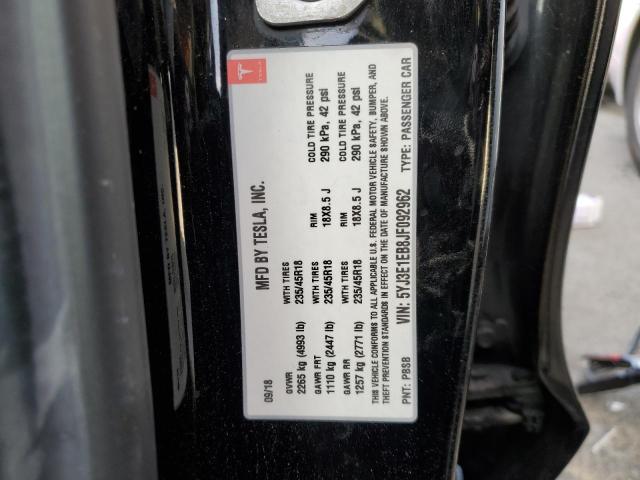 MFD BY TESLA, INC.
TESLA
09/18
GVWR
2265 kg (4993 lb)
WITH TIRES
235/45R18
GAWR FRT
1110 kg (2447 lb)
WITH TIRES
235/45R18
RIM
18X8.5 J
COLD TIRE PRESSURE
290 kPa, 42 psi
GAWR RR
1257 kg (2771 lb)
WITH TIRES
235/45R18
RIM
18X8.5 J
COLD TIRE PRESSURE
290 kPa, 42 psi
THIS VEHICLE CONFORMS TO ALL APPLICABLE U.S. FEDERAL MOTOR VEHICLE SAFETY, BUMPER, AND
THEFT PREVENTION STANDARDS IN EFFECT ON THE DATE OF MANUFACTURE SHOWN ABOVE.
PNT: PBSB
VIN: 5YJ3E1EB8JF092962
TYPE: PASSENGER CAR